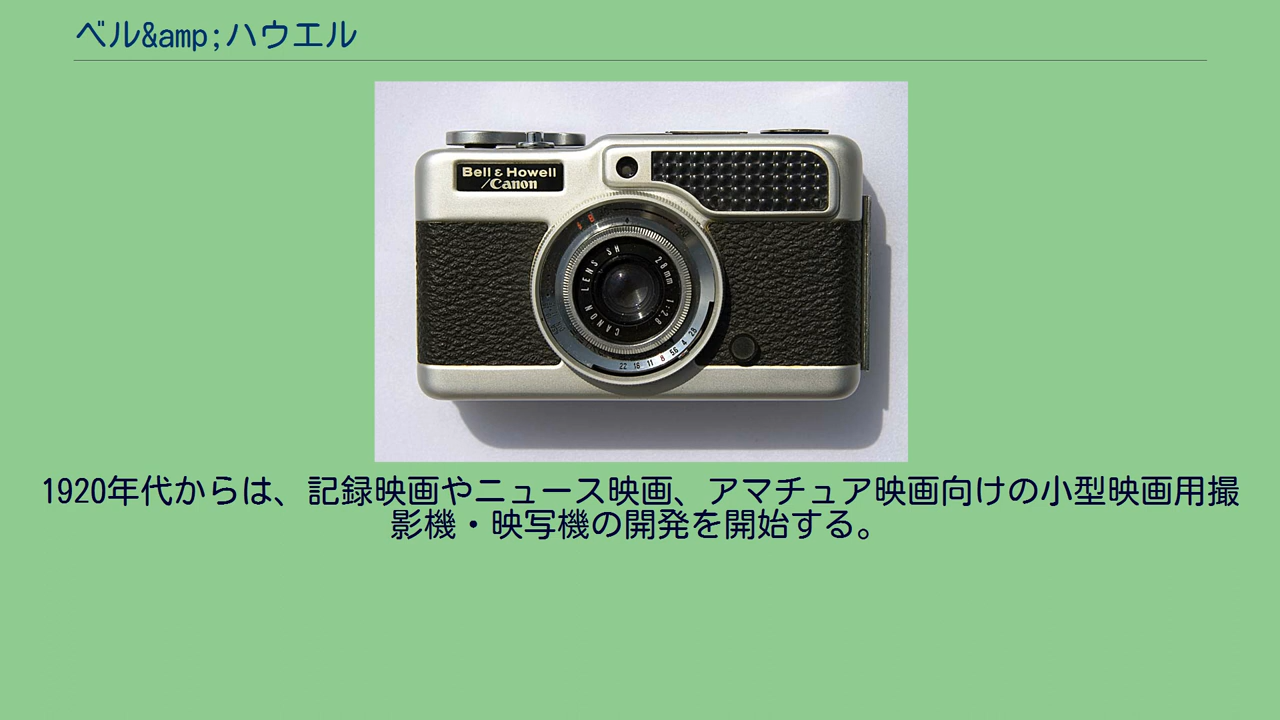 ベル&amp;ハウエル
Bell & Howell
/Canon
CANON LENS SH 28mm 1:2.8
22 16 11 8 5.6 4 2.8
1920年代からは、記録映画やニュース映画、アマチュア映画向けの小型映画用撮
影機・映写機の開発を開始する。